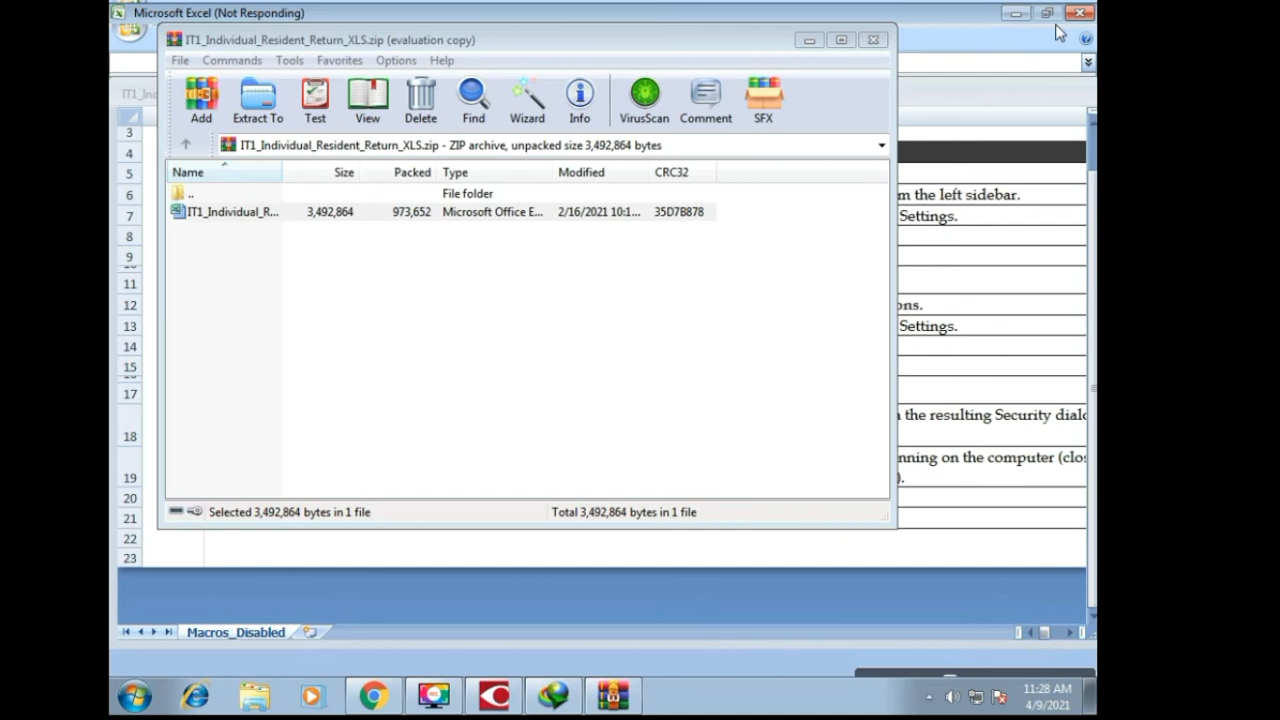 Microsoft Excel (Not Responding)
IT1_Individual_Resident_Return_XLS.zip (evaluation copy)
File Commands Tools Favorites Options Help
Add Extract To Test View Delete Find Wizard Info VirusScan Comment SFX
IT1_Individual_Resident_Return_XLS.zip - ZIP archive, unpacked size 3,492,864 bytes
Name Size Packed Type Modified CRC32
.. File folder
IT1_Individual_R... 3,492,864 973,652 Microsoft Office E... 2/16/2021 10:1... 35D7B878
Selected 3,492,864 bytes in 1 file Total 3,492,864 bytes in 1 file
IT1_Inc
3
4
5
6 m the left sidebar.
7 Settings.
8
9
11
12 ons.
13 Settings.
14
15
17
18 n the resulting Security dialo
19 nning on the computer (clos
).
20
21
22
23
Macros_Disabled
11:28 AM
4/9/2021